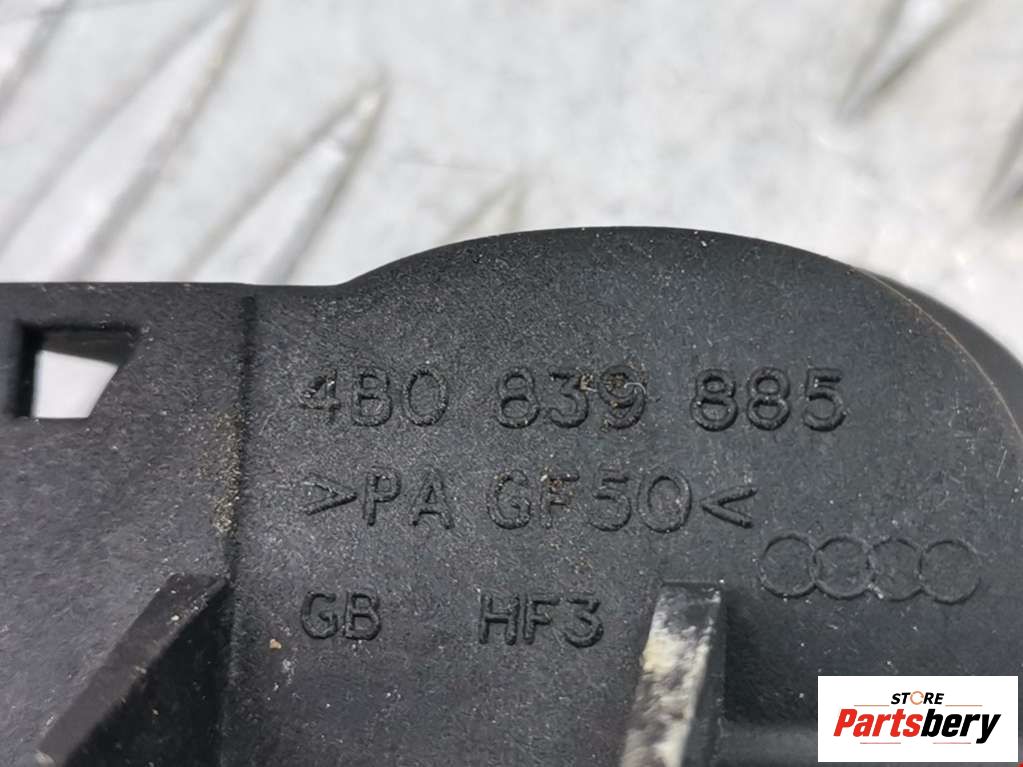 4B0 839 885
>PA GF50<
GB HF3
STORE
Partsbery